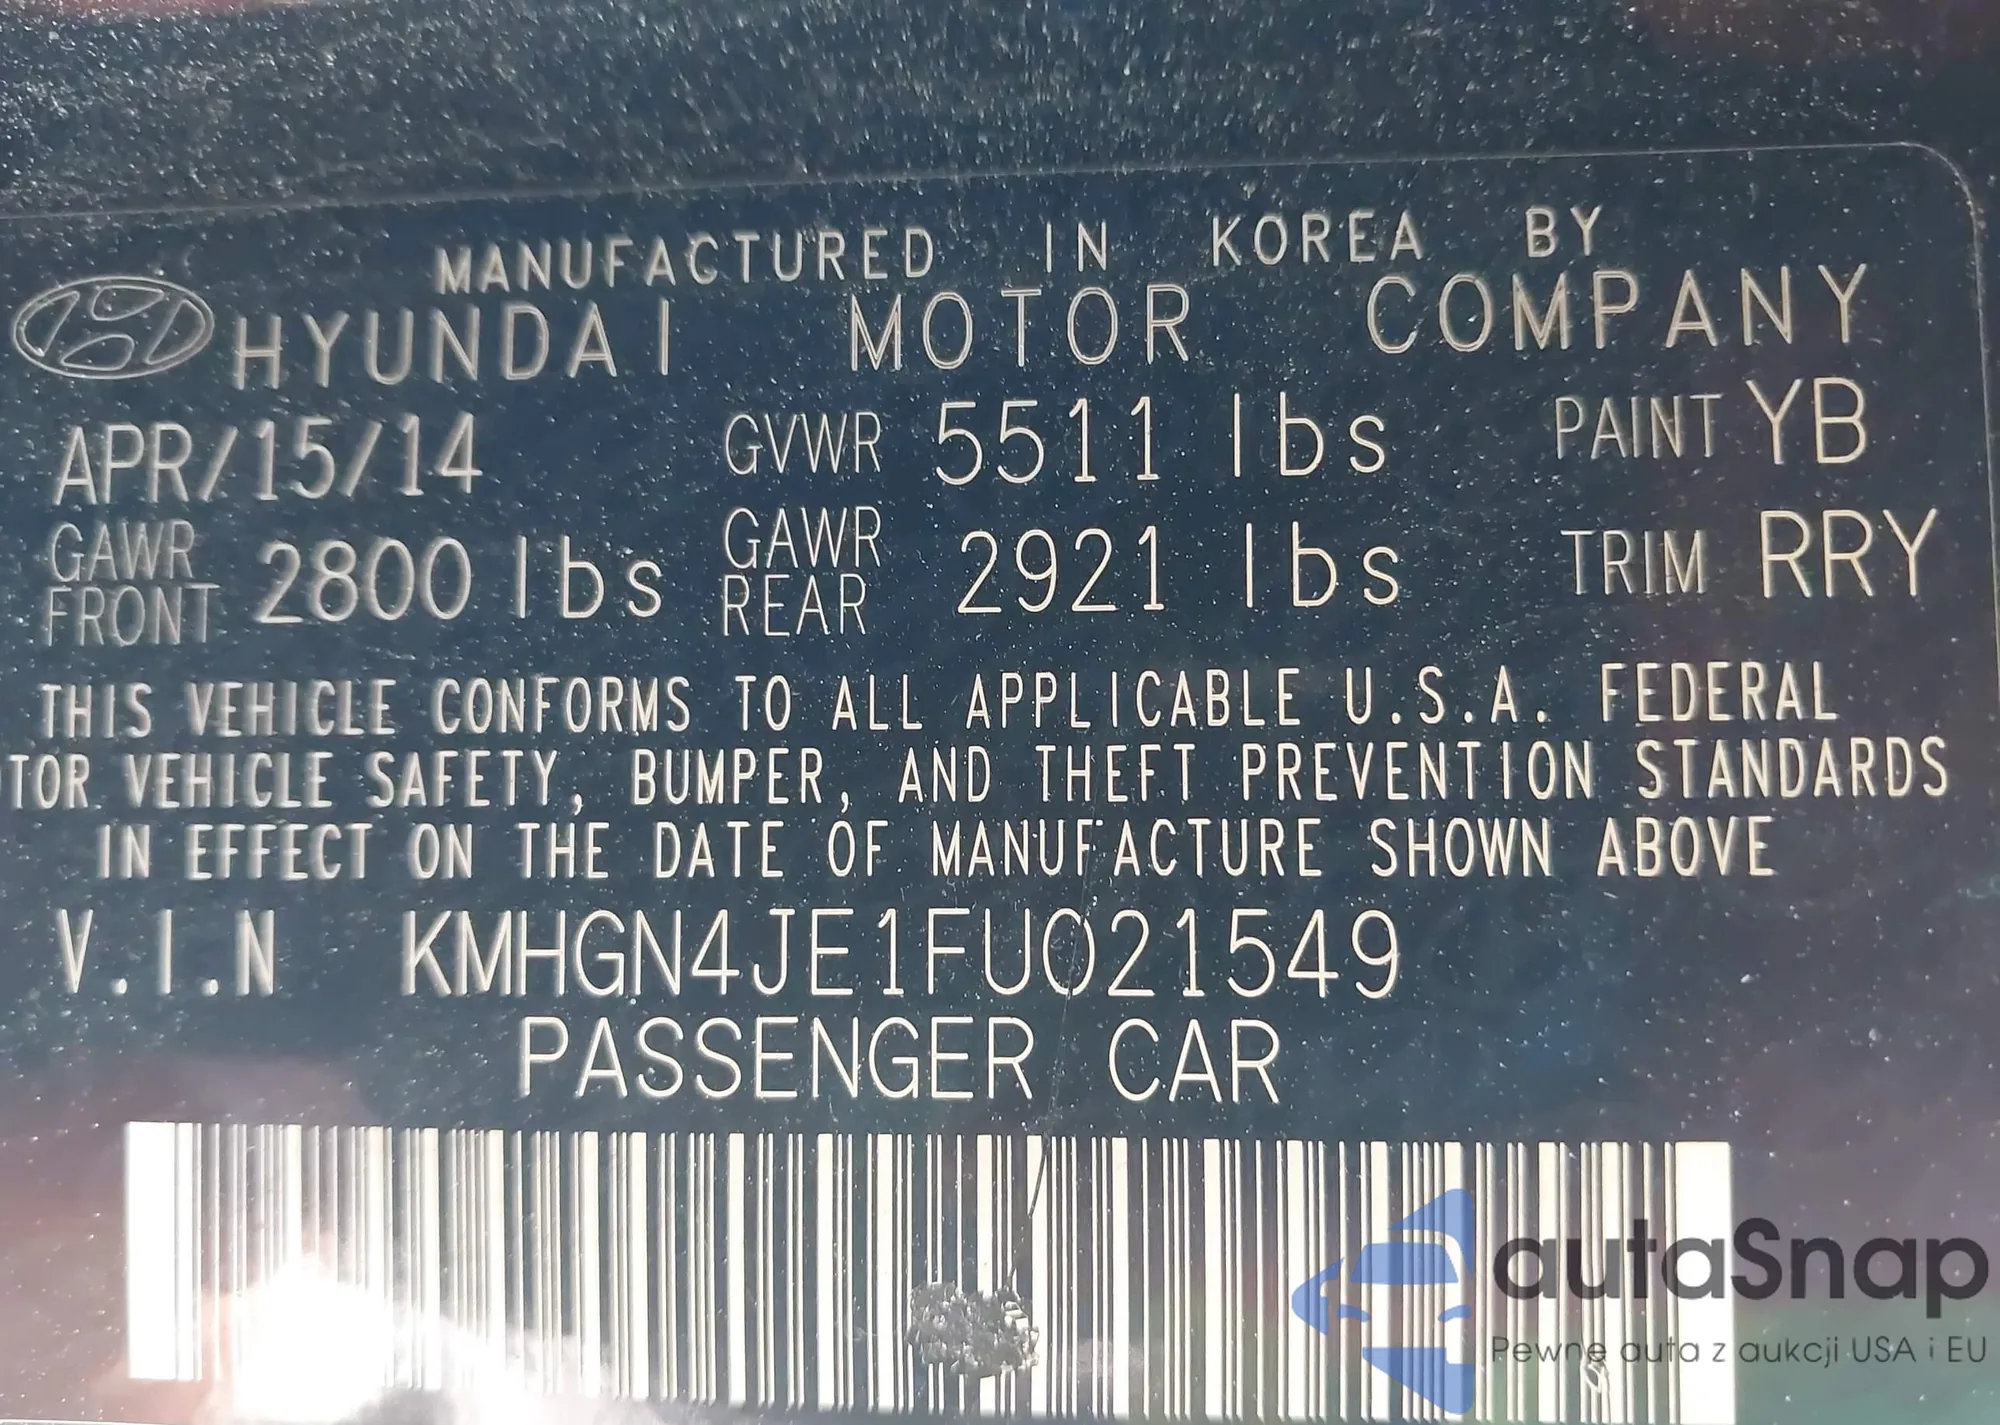 MANUFACTURED IN KOREA BY
HYUNDAI MOTOR COMPANY
APR/15/14 GVWR 5511 lbs PAINT YB
GAWR FRONT 2800 lbs GAWR REAR 2921 lbs TRIM RRY
THIS VEHICLE CONFORMS TO ALL APPLICABLE U.S.A. FEDERAL
TOR VEHICLE SAFETY, BUMPER, AND THEFT PREVENTION STANDARDS
IN EFFECT ON THE DATE OF MANUFACTURE SHOWN ABOVE
V.I.N KMHGN4JE1FU021549
PASSENGER CAR
autaSnap
Pewne auta z aukcji USA i EU